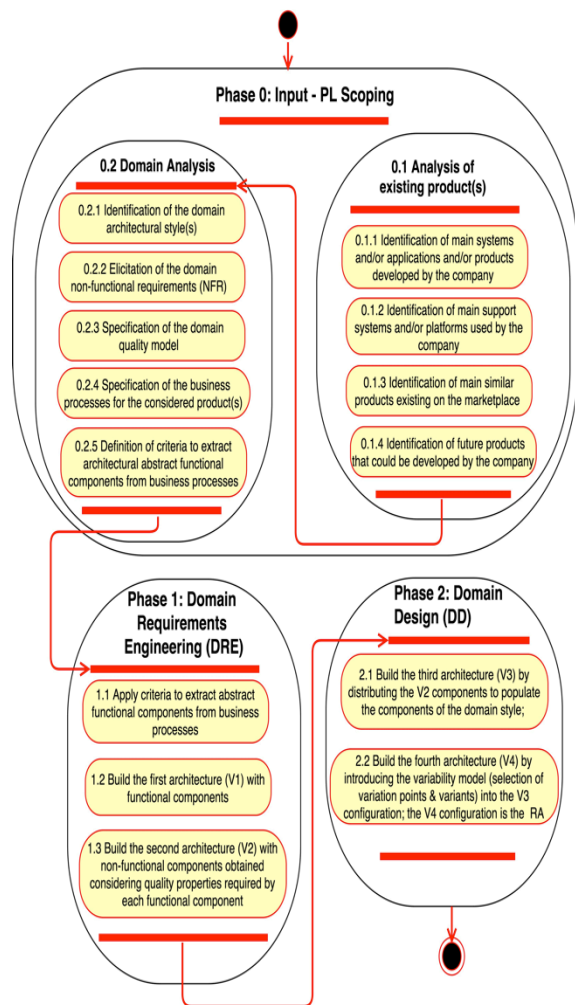 Phase 0: Input - PL Scoping
0.2 Domain Analysis
0.2.1 Identification of the domain
architectural style(s)
0.2.2 Elicitation of the domain
non-functional requirements (NFR)
0.2.3 Specification of the domain
quality model
0.2.4 Specification of the business
processes for the considered product(s)
0.2.5 Definition of criteria to extract
architectural abstract functional
components from business processes
0.1 Analysis of
existing product(s)
0.1.1 Identification of main systems
and/or applications and/or products
developed by the company
0.1.2 Identification of main support
systems and/or platforms used by the
company
0.1.3 Identification of main similar
products existing on the marketplace
0.1.4 Identification of future products
that could be developed by the company
Phase 1: Domain
Requirements
Engineering (DRE)
1.1 Apply criteria to extract abstract
functional components from business
processes
1.2 Build the first architecture (V1) with
functional components
1.3 Build the second architecture (V2) with
non-functional components obtained
considering quality properties required by
each functional component
Phase 2: Domain
Design (DD)
2.1 Build the third architecture (V3) by
distributing the V2 components to populate
the components of the domain style;
2.2 Build the fourth architecture (V4) by
introducing the variability model (selection of
variation points & variants) into the V3
configuration; the V4 configuration is the RA